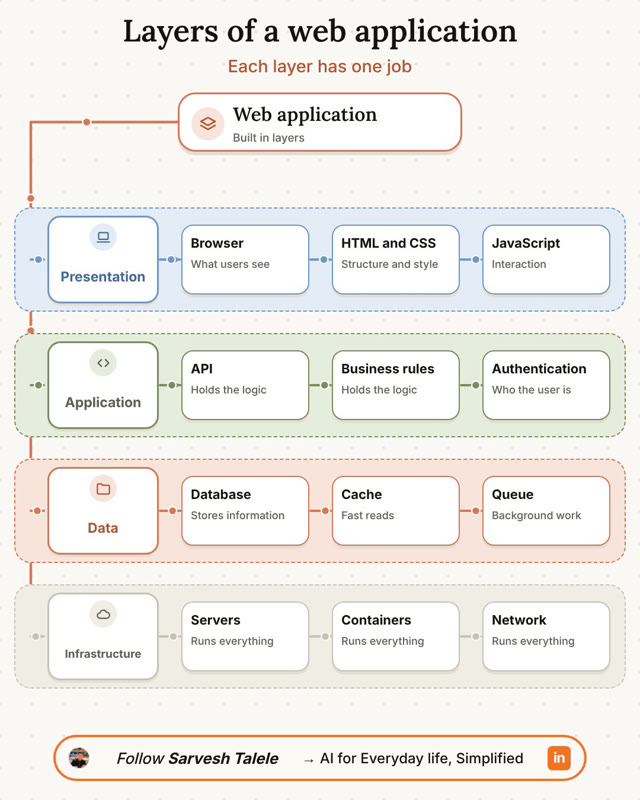 Layers of a web application
Each layer has one job
Web application
Built in layers
Presentation
Browser
What users see
HTML and CSS
Structure and style
JavaScript
Interaction
Application
API
Holds the logic
Business rules
Holds the logic
Authentication
Who the user is
Data
Database
Stores information
Cache
Fast reads
Queue
Background work
Infrastructure
Servers
Runs everything
Containers
Runs everything
Network
Runs everything
Follow Sarvesh Talele → AI for Everyday life, Simplified in